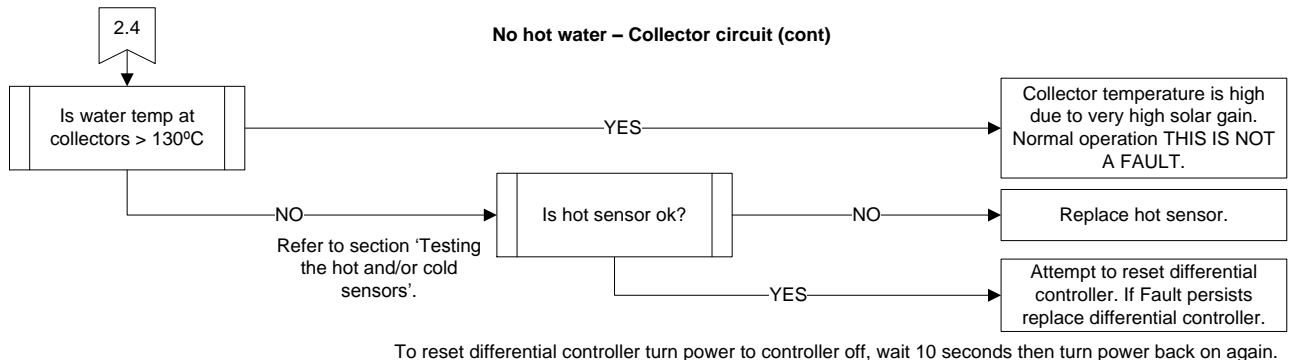 2.4
No hot water – Collector circuit (cont)
Is water temp at
collectors > 130ºC
YES
Collector temperature is high
due to very high solar gain.
Normal operation THIS IS NOT
A FAULT.
NO
Refer to section ‘Testing
the hot and/or cold
sensors’.
Is hot sensor ok?
NO
Replace hot sensor.
YES
Attempt to reset differential
controller. If Fault persists
replace differential controller.
To reset differential controller turn power to controller off, wait 10 seconds then turn power back on again.